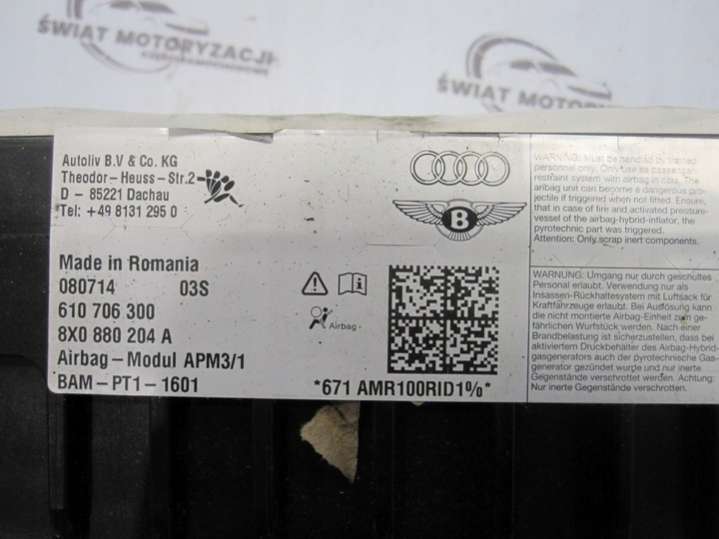 ŚWIAT MOTORYZACJI
ŚWIAT MOTORYZACJI
Autoliv B.V & Co. KG
Theodor-Heuss-Str.2
D - 85221 Dachau
Tel: +49 8131 295 0
Made in Romania
080714 03S
610 706 300
8X0 880 204 A
Airbag-Modul APM3/1
BAM-PT1-1601
B
Airbag
*671 AMR100RID1%*
WARNING: Must be handled by trained
personnel only. Only use as passenger
restraint system with airbag in cars. The
airbag unit can become a dangerous
if triggered when not fitted. Ensure,
that in case of fire and activated pressure-
vessel of the airbag-hybrid-inflator, the
pyrotechnic part was triggered.
Attention: Only scrap inert components.
WARNUNG: Umgang nur durch geschultes
Personal erlaubt. Verwendung nur als
Insassen-Rückhaltesystem mit Luftsack für
Kraftfahrzeuge erlaubt. Bei Auslösung kann
die nicht montierte Airbag-Einheit zum ge-
fährlichen Wurfstück werden. Nach einer
Brandbelastung ist sicherzustellen, dass bei
aktiviertem Druckbehälter des Airbag-Hybrid-
gasgenerators auch der pyrotechnische Gas-
generator gezündet wurde und nur inerte
Gegenstände verschrottet werden. Achtung:
Nur inerte Gegenstände verschrotten.